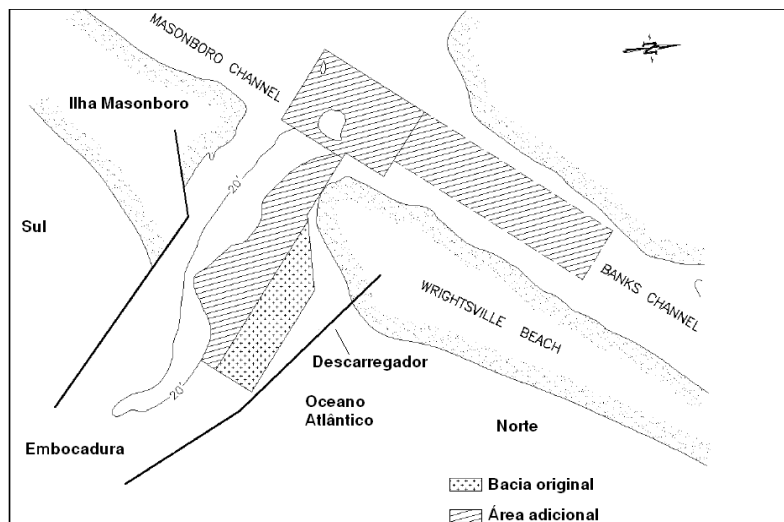 MASONBORO CHANNEL
N
Ilha Masonboro
20'
Sul
BANKS CHANNEL
WRIGHTSVILLE BEACH
Descarregador
20'
Oceano
Atlântico
Norte
Embocadura
Bacia original
Área adicional